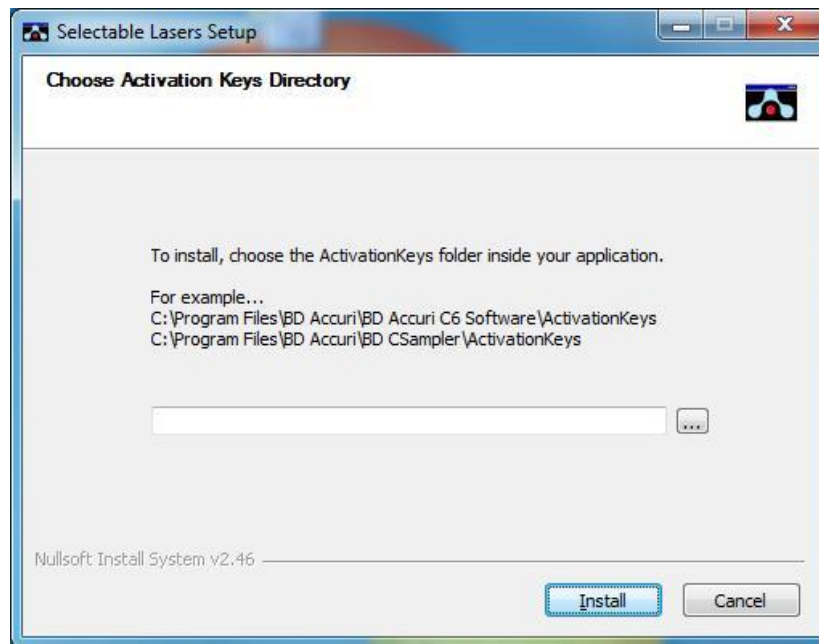 Selectable Lasers Setup
Choose Activation Keys Directory
To install, choose the ActivationKeys folder inside your application.
For example...
C:\Program Files\BD Accuri\BD Accuri C6 Software\ActivationKeys
C:\Program Files\BD Accuri\BD CSampler\ActivationKeys
...
Nullsoft Install System v2.46
Install
Cancel